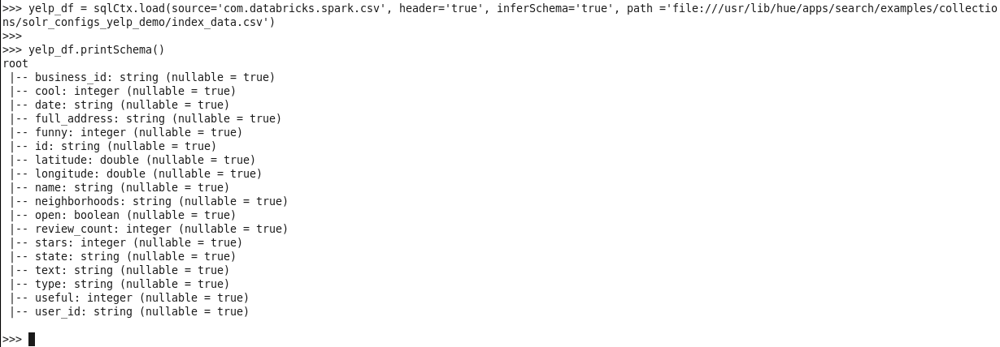 >>> yelp_df = sqlCtx.load(source='com.databricks.spark.csv', header='true', inferSchema='true', path ='file:///usr/lib/hue/apps/search/examples/collectio
ns/solr_configs_yelp_demo/index_data.csv')
>>>
>>> yelp_df.printSchema()
root
 |-- business_id: string (nullable = true)
 |-- cool: integer (nullable = true)
 |-- date: string (nullable = true)
 |-- full_address: string (nullable = true)
 |-- funny: integer (nullable = true)
 |-- id: string (nullable = true)
 |-- latitude: double (nullable = true)
 |-- longitude: double (nullable = true)
 |-- name: string (nullable = true)
 |-- neighborhoods: string (nullable = true)
 |-- open: boolean (nullable = true)
 |-- review_count: integer (nullable = true)
 |-- stars: integer (nullable = true)
 |-- state: string (nullable = true)
 |-- text: string (nullable = true)
 |-- type: string (nullable = true)
 |-- useful: integer (nullable = true)
 |-- user_id: string (nullable = true)
>>>